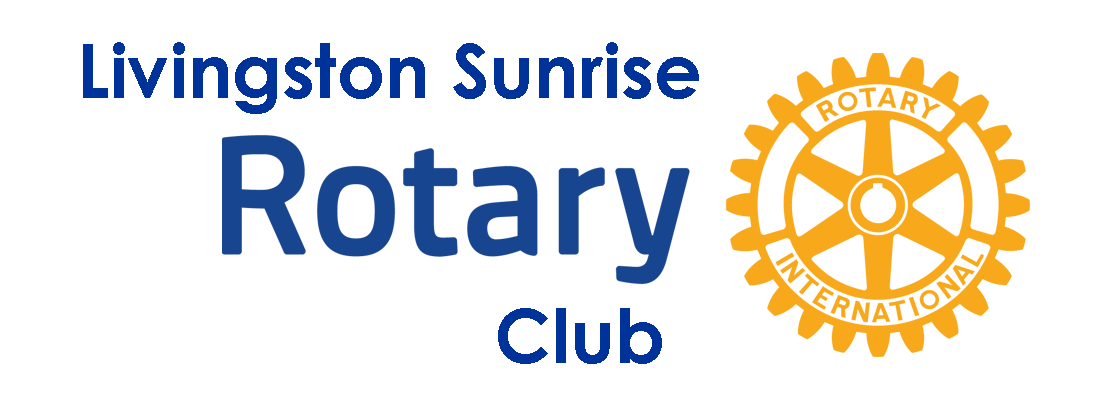 Livingston Sunrise
Rotary
Club
ROTARY
INTERNATIONAL